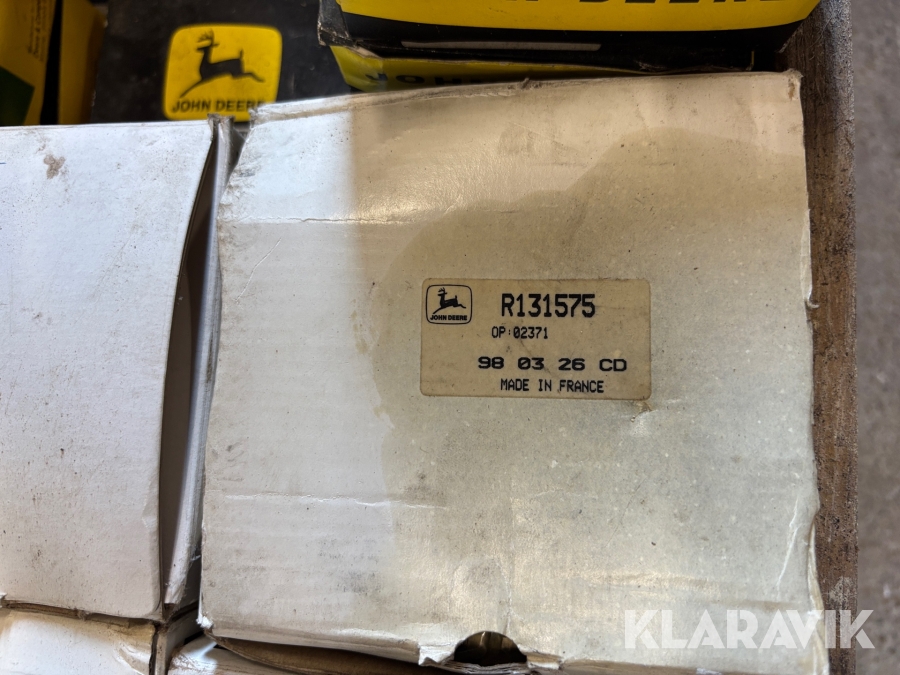 JOHN DEERE
JOHN DEERE
R131575
OP:02371
98 03 26 CD
MADE IN FRANCE
KLARAVIK